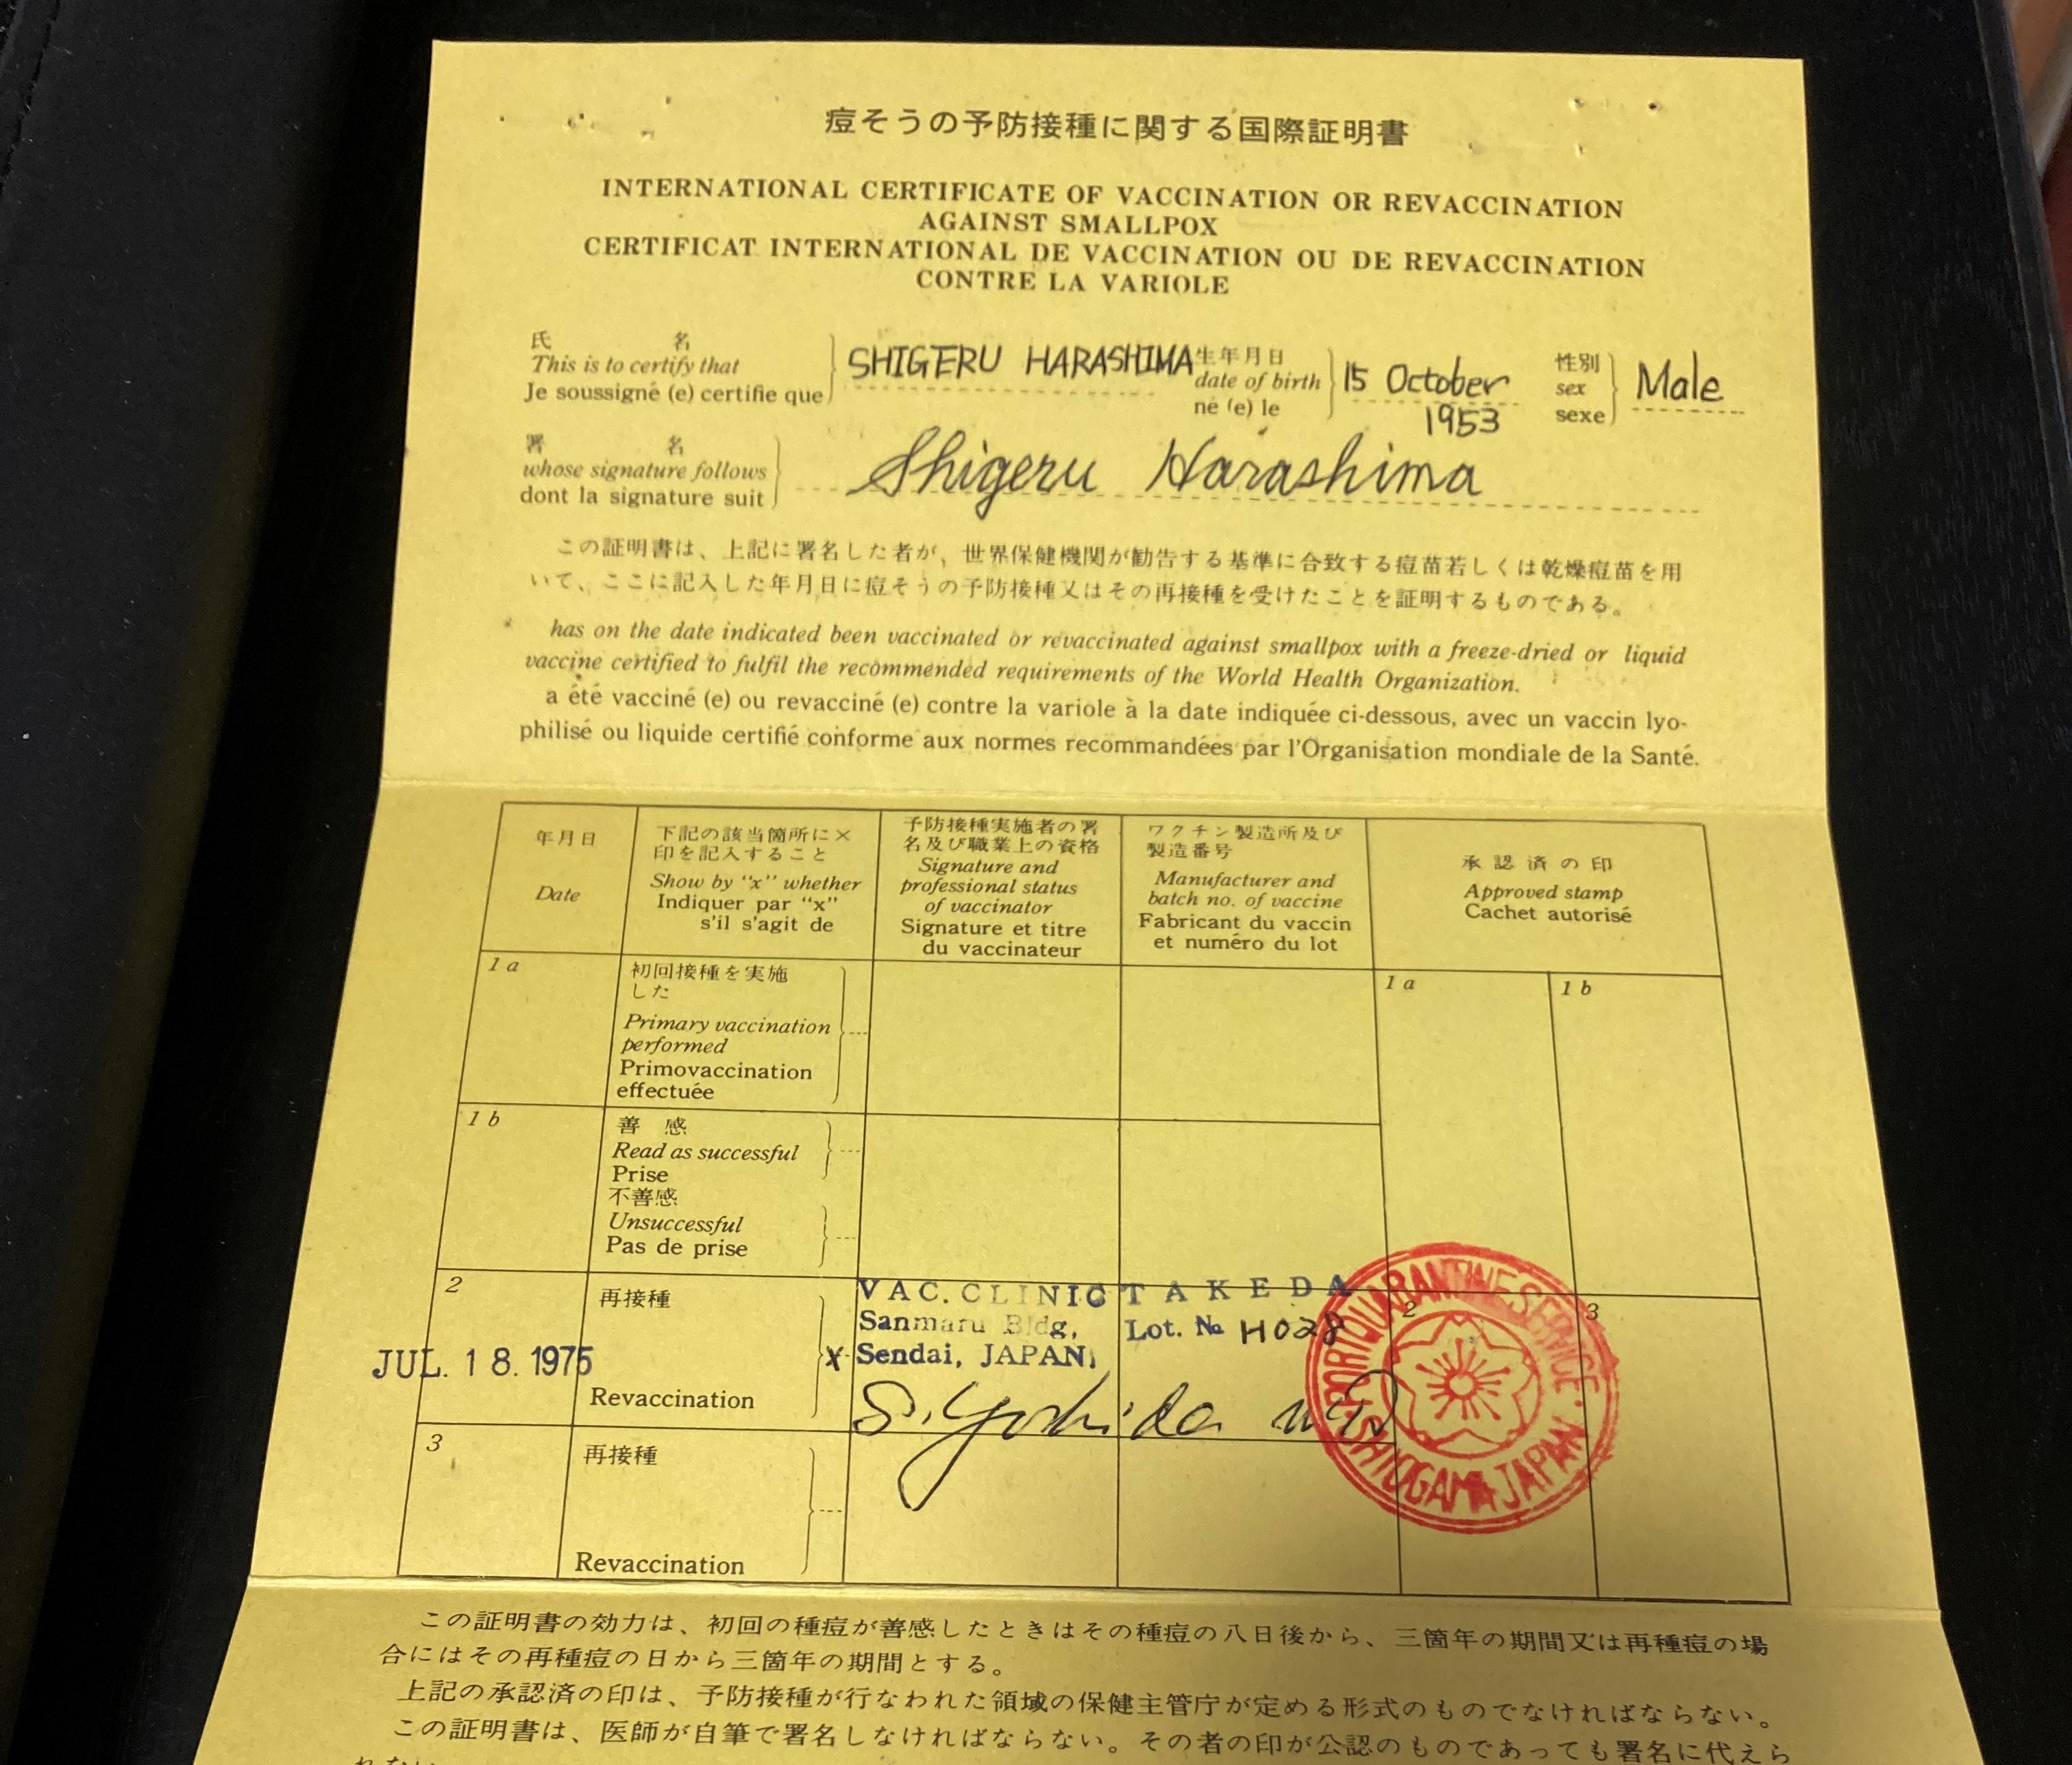 痘そうの予防接種に関する国際証明書
INTERNATIONAL CERTIFICATE OF VACCINATION OR REVACCINATION
AGAINST SMALLPOX
CERTIFICAT INTERNATIONAL DE VACCINATION OU DE REVACCINATION
CONTRE LA VARIOLE
氏名
This is to certify that
Je soussigné (e) certifie que
SHIGERU HARASHIMA
生年月日
date of birth
né (e) le
15 October
1953
性別
sex
sexe
Male
署名
whose signature follows
dont la signature suit
Shigeru Harashima
この証明書は、上記に署名した者が、世界保健機関が勧告する基準に合致する痘苗若しくは乾燥痘苗を用
いて、ここに記入した年月日に痘そうの予防接種又はその再接種を受けたことを証明するものである。
has on the date indicated been vaccinated or revaccinated against smallpox with a freeze-dried or liquid
vaccine certified to fulfil the recommended requirements of the World Health Organization.
a été vacciné (e) ou revacciné (e) contre la variole à la date indiquée ci-dessous, avec un vaccin lyo-
philisé ou liquide certifié conforme aux normes recommandées par l'Organisation mondiale de la Santé.
年月日
Date
下記の該当箇所に×
印を記入すること
Show by "x" whether
Indiquer par "x"
s'il s'agit de
予防接種実施者の署
名及び職業上の資格
Signature and
professional status
of vaccinator
Signature et titre
du vaccinateur
ワクチン製造所及び
製造番号
Manufacturer and
batch no. of vaccine
Fabricant du vaccin
et numéro du lot
承認済の印
Approved stamp
Cachet autorisé
1 a
初回接種を実施
した
Primary vaccination
performed
Primovaccination
effectuée
1 a
1 b
1 b
善感
Read as successful
Prise
不善感
Unsuccessful
Pas de prise
2
JUL. 18. 1975
再接種
Revaccination
x
VAC. CLINIC
Sanmaru Bldg,
Sendai, JAPAN,
S. Yoshida MD
TAKEDA
Lot. № H028
2
3
PORT QUARANTINE SERVICE
SHIOGAMA JAPAN
3
再接種
Revaccination
この証明書の効力は、初回の種痘が善感したときはその種痘の八日後から、三箇年の期間又は再種痘の場
合にはその再種痘の日から三箇年の期間とする。
上記の承認済の印は、予防接種が行なわれた領域の保健主管庁が定める形式のものでなければならない。
この証明書は、医師が自筆で署名しなければならない。その者の印が公認のものであっても署名に代えら